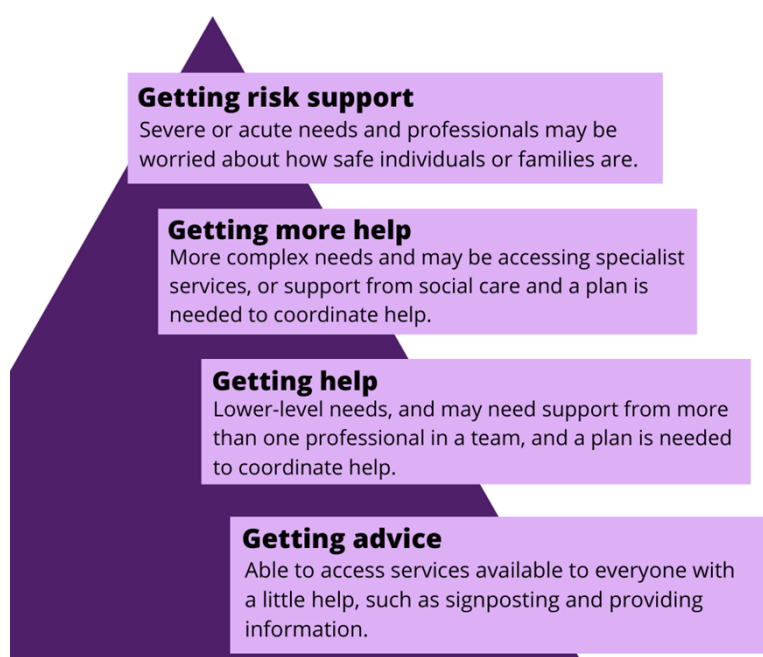 Getting risk support
Severe or acute needs and professionals may be
worried about how safe individuals or families are.
Getting more help
More complex needs and may be accessing specialist
services, or support from social care and a plan is
needed to coordinate help.
Getting help
Lower-level needs, and may need support from more
than one professional in a team, and a plan is needed
to coordinate help.
Getting advice
Able to access services available to everyone with
a little help, such as signposting and providing
information.